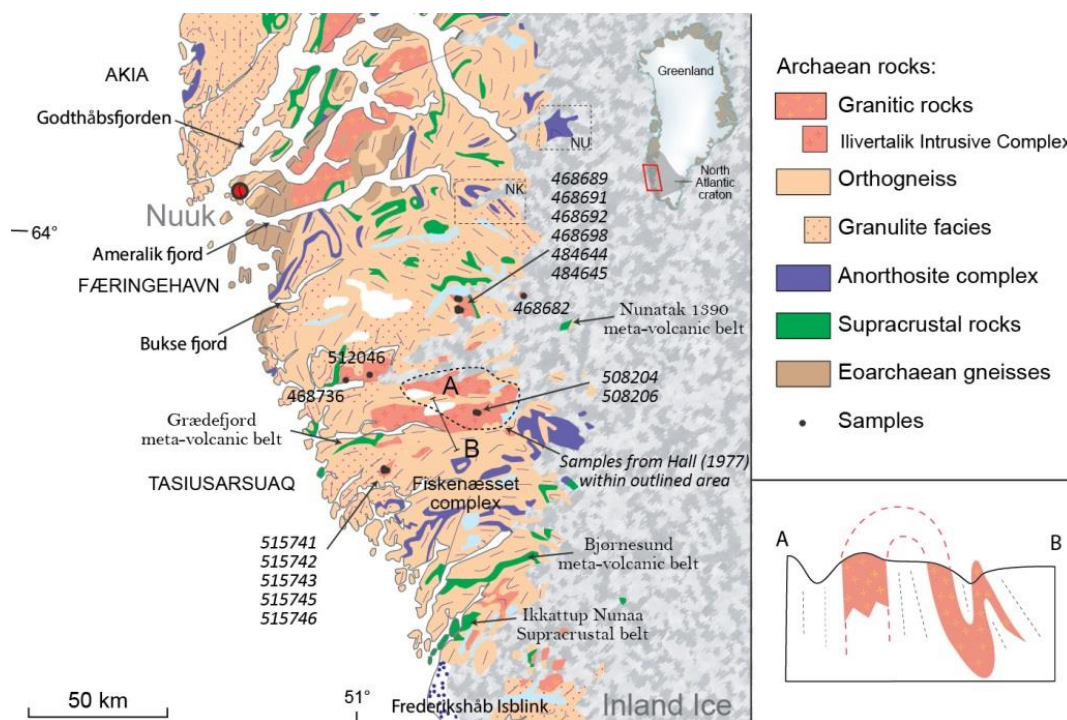 AKIA
Godthåbsfjorden
Nuuk
64°
Ameralik fjord
FÆRINGEHAVN
Bukse fjord
NU
NK
468689
468691
468692
468698
484644
484645
468682
Nunatak 1390
meta-volcanic belt
512046
468736
A
508204
508206
Grædefjord
meta-volcanic belt
B
Samples from Hall (1977)
within outlined area
TASIUSARSUAQ
Fiskenæsset
complex
515741
515742
515743
515745
515746
Bjørnesund
meta-volcanic belt
Ikkattup Nunaa
Supracrustal belt
50 km
51°
Frederikshåb Isblink
Inland Ice
Greenland
North
Atlantic
craton
Archaean rocks:
Granitic rocks
Ilivertalik Intrusive Complex
Orthogneiss
Granulite facies
Anorthosite complex
Supracrustal rocks
Eoarchaean gneisses
Samples
A
B